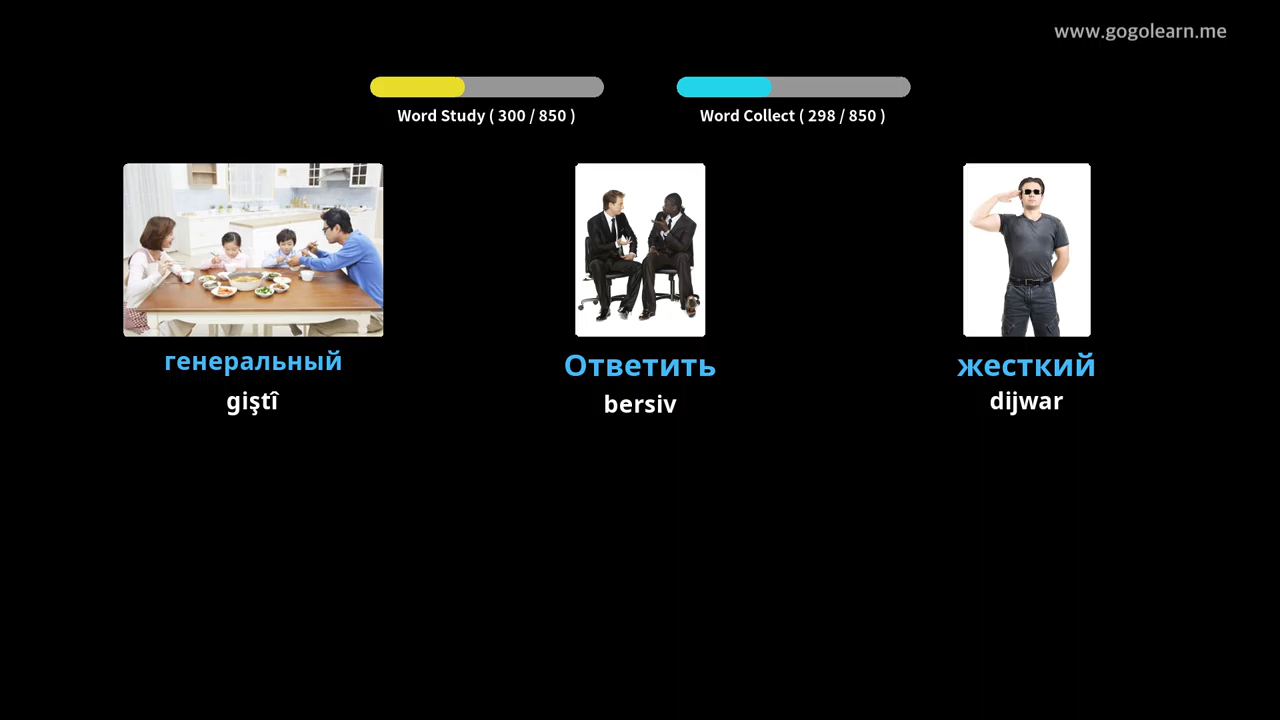 www.gogolearn.me
Word Study ( 300 / 850 )
Word Collect ( 298 / 850 )
генеральный
giştî
Ответить
bersiv
жесткий
dijwar